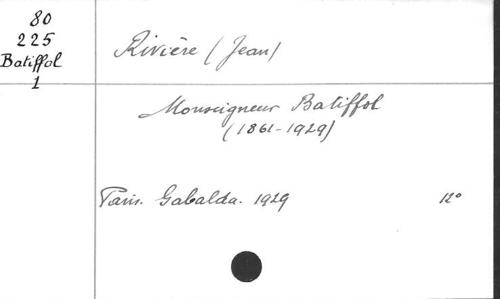 80
225
Batiffol
1
Rivière (Jean)
Monseigneur Batiffol
(1861-1929)
Paris. Gabalda. 1929 12°